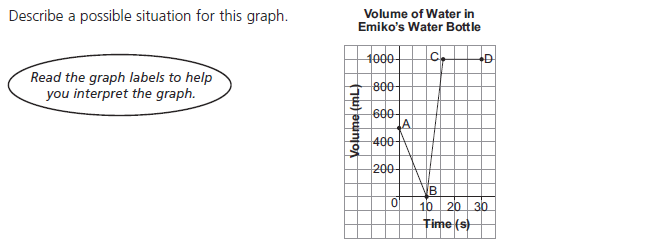 Describe a possible situation for this graph.
Read the graph labels to help
you interpret the graph.
Volume of Water in
Emiko's Water Bottle
Volume (mL)
1000
800
600
400
200
0
10 20 30
Time (s)
A
B
C
D